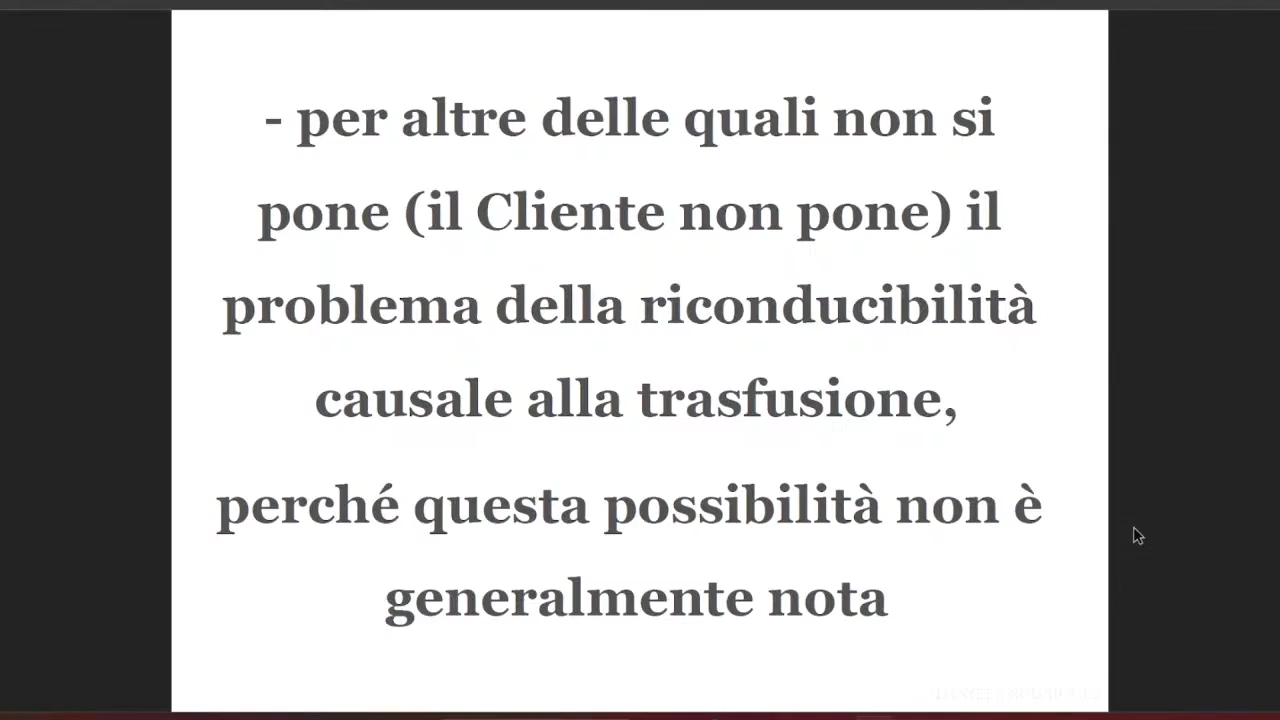 - per altre delle quali non si
pone (il Cliente non pone) il
problema della riconducibilità
causale alla trasfusione,
perché questa possibilità non è
generalmente nota